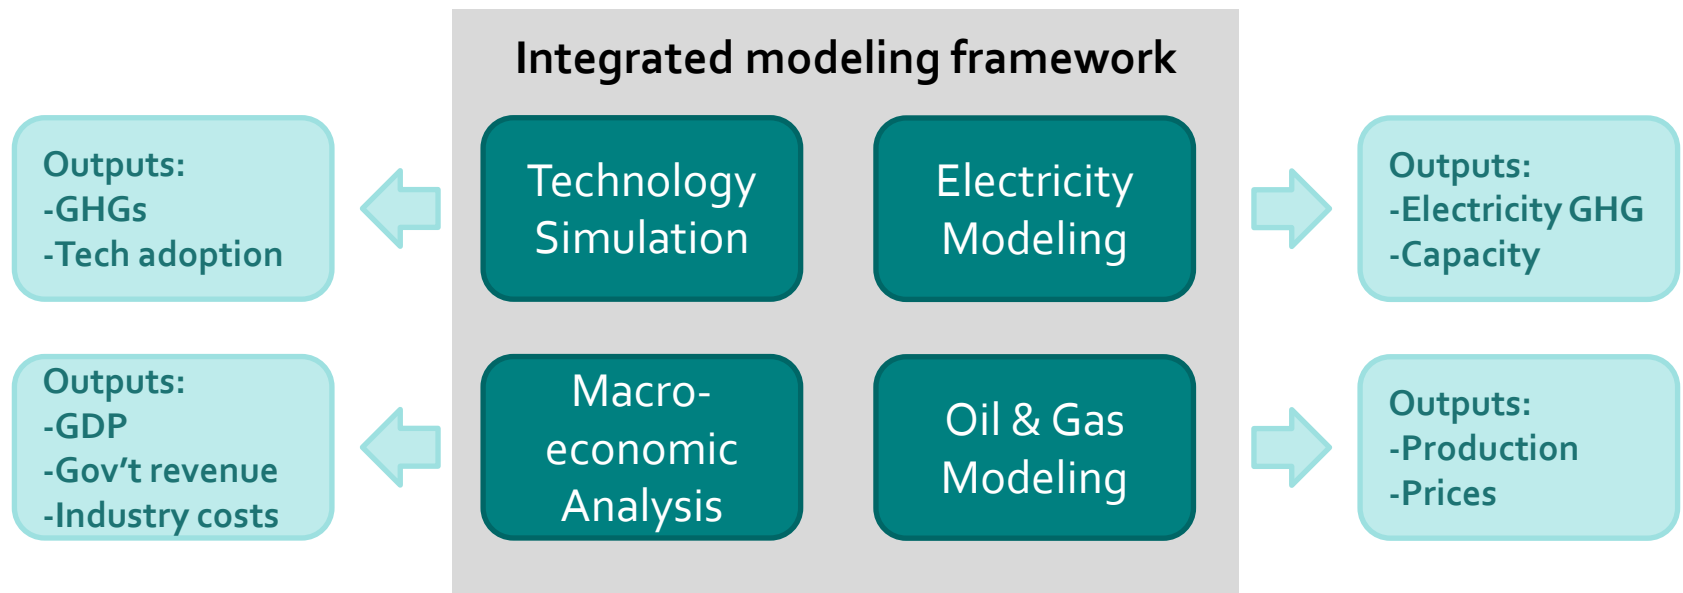 Integrated modeling framework
Outputs:
-GHGs
-Tech adoption
Technology
Simulation
Electricity
Modeling
Outputs:
-Electricity GHG
-Capacity
Outputs:
-GDP
-Gov’t revenue
-Industry costs
Macro-
economic
Analysis
Oil & Gas
Modeling
Outputs:
-Production
-Prices